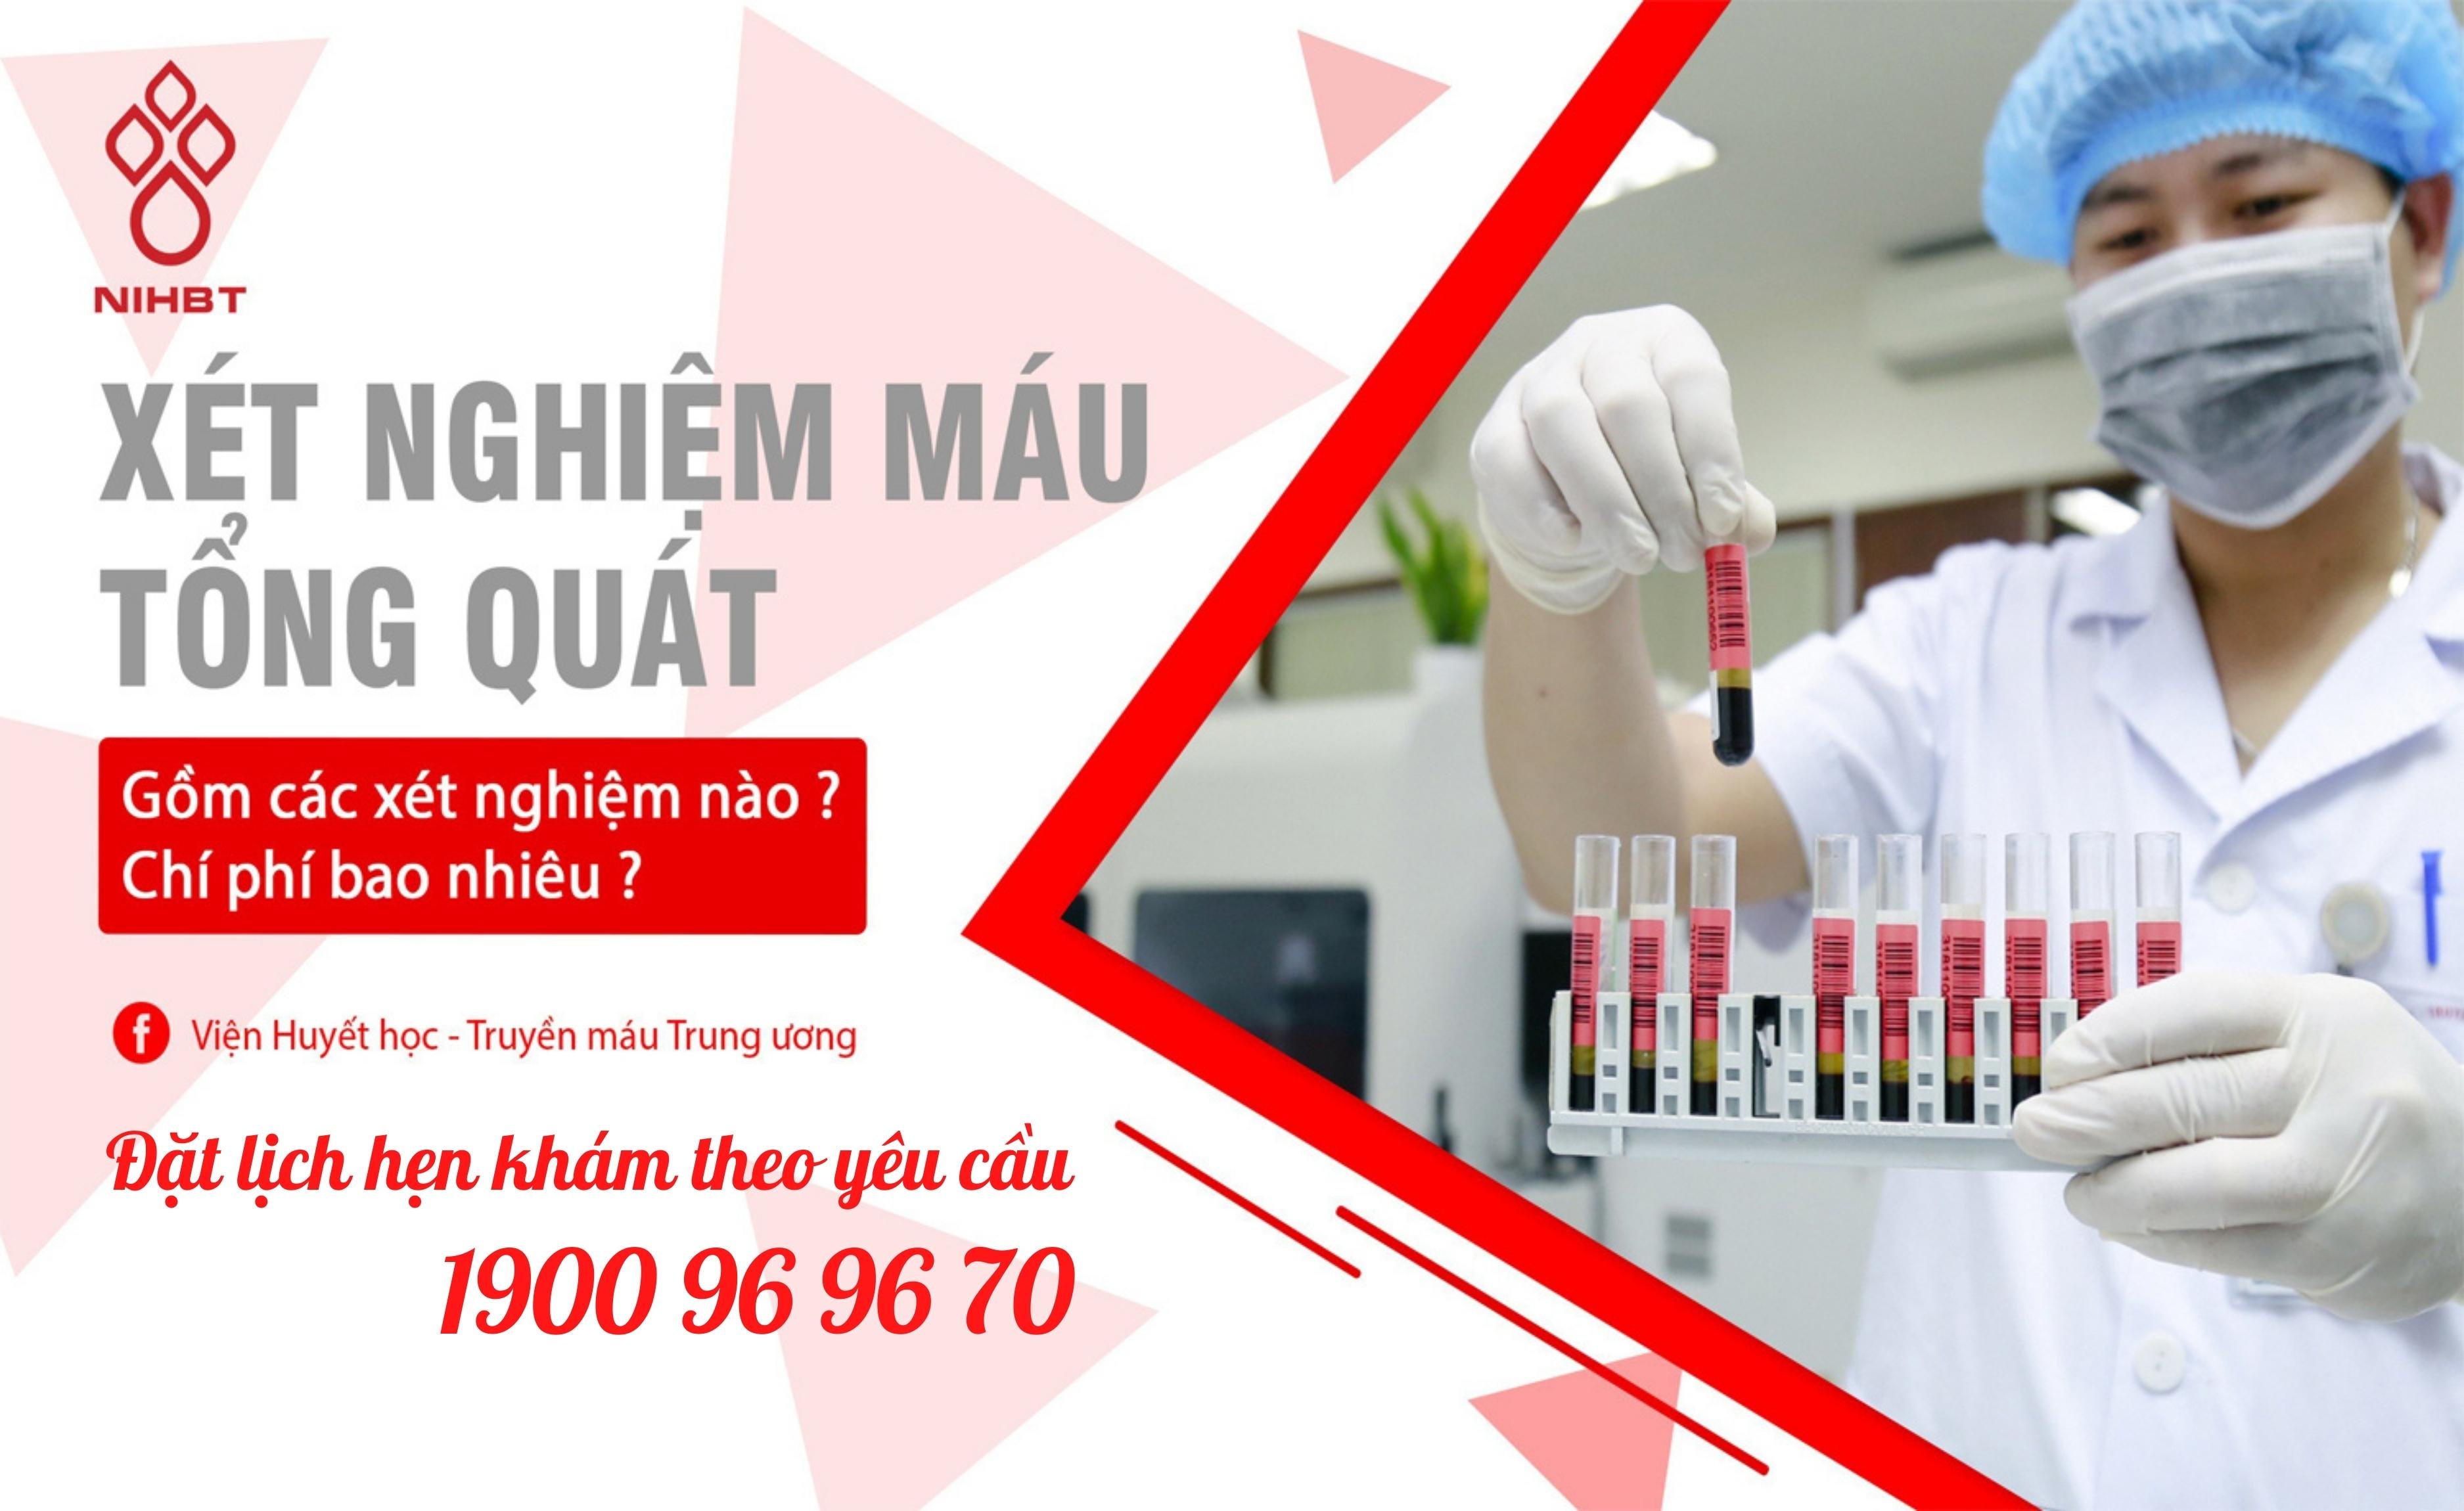 NIHBT
XÉT NGHIỆM MÁU
TỔNG QUÁT
Gồm các xét nghiệm nào ?
Chí phí bao nhiêu ?
f Viện Huyết học - Truyền máu Trung ương
Đặt lịch hẹn khám theo yêu cầu
1900 96 96 70